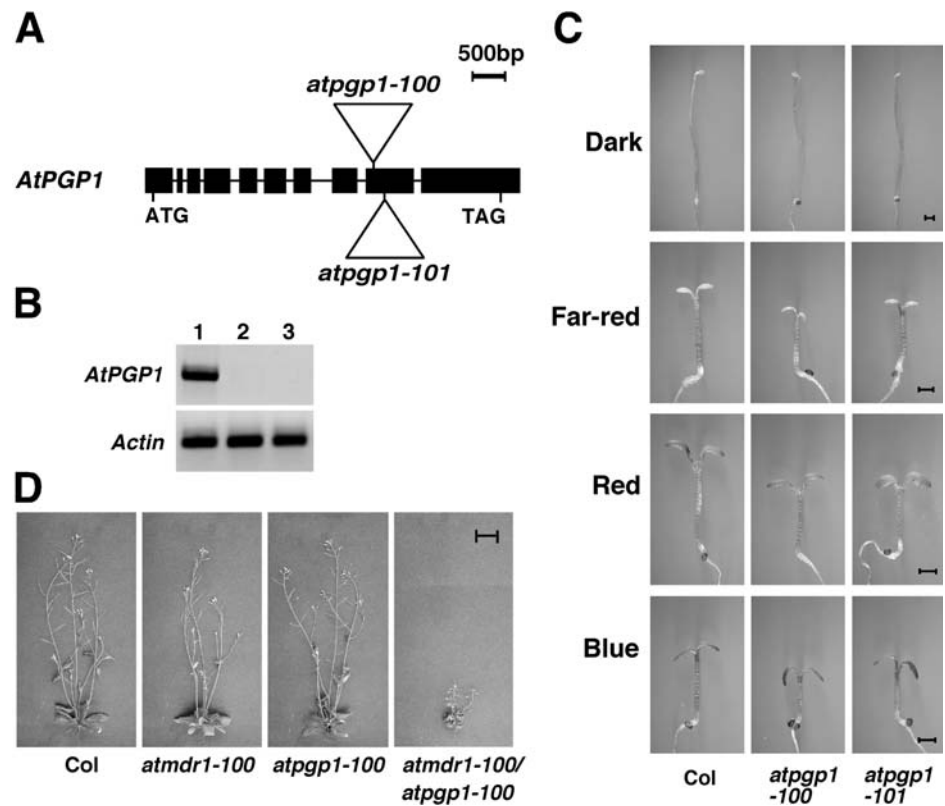 A
500bp
atpgp1-100
AtPGP1
ATG
TAG
atpgp1-101
B
1 2 3
AtPGP1
Actin
C
Dark
Far-red
Red
Blue
Col
atpgp1
-100
atpgp1
-101
D
Col
atmdr1-100
atpgp1-100
atmdr1-100/
atpgp1-100